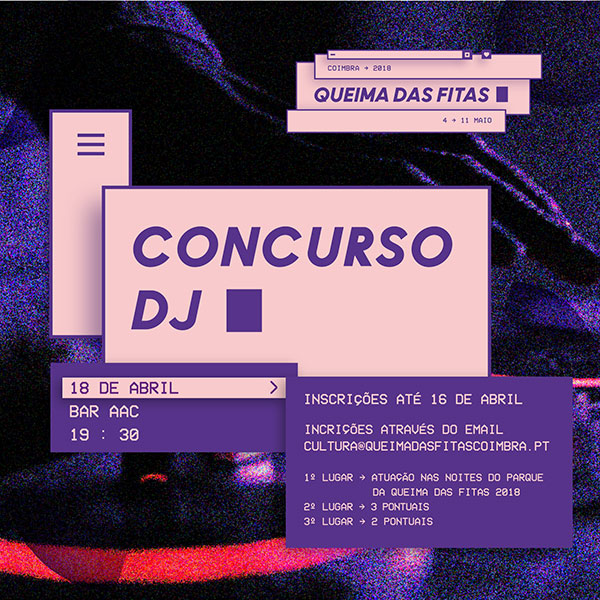 COIMBRA → 2018
QUEIMA DAS FITAS
4 → 11 MAIO
CONCURSO
DJ
18 DE ABRIL
BAR AAC
19 : 30
INSCRIÇÕES ATÉ 16 DE ABRIL
INCRIÇÕES ATRAVÉS DO EMAIL
CULTURA@QUEIMADASFITASCOIMBRA.PT
1º LUGAR → ATUAÇÃO NAS NOITES DO PARQUE
DA QUEIMA DAS FITAS 2018
2º LUGAR → 3 PONTUAIS
3º LUGAR → 2 PONTUAIS